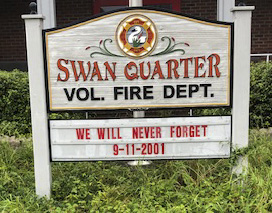 SWAN QUARTER
VOL. FIRE DEPT.
WE WILL NEVER FORGET
9-11-2001